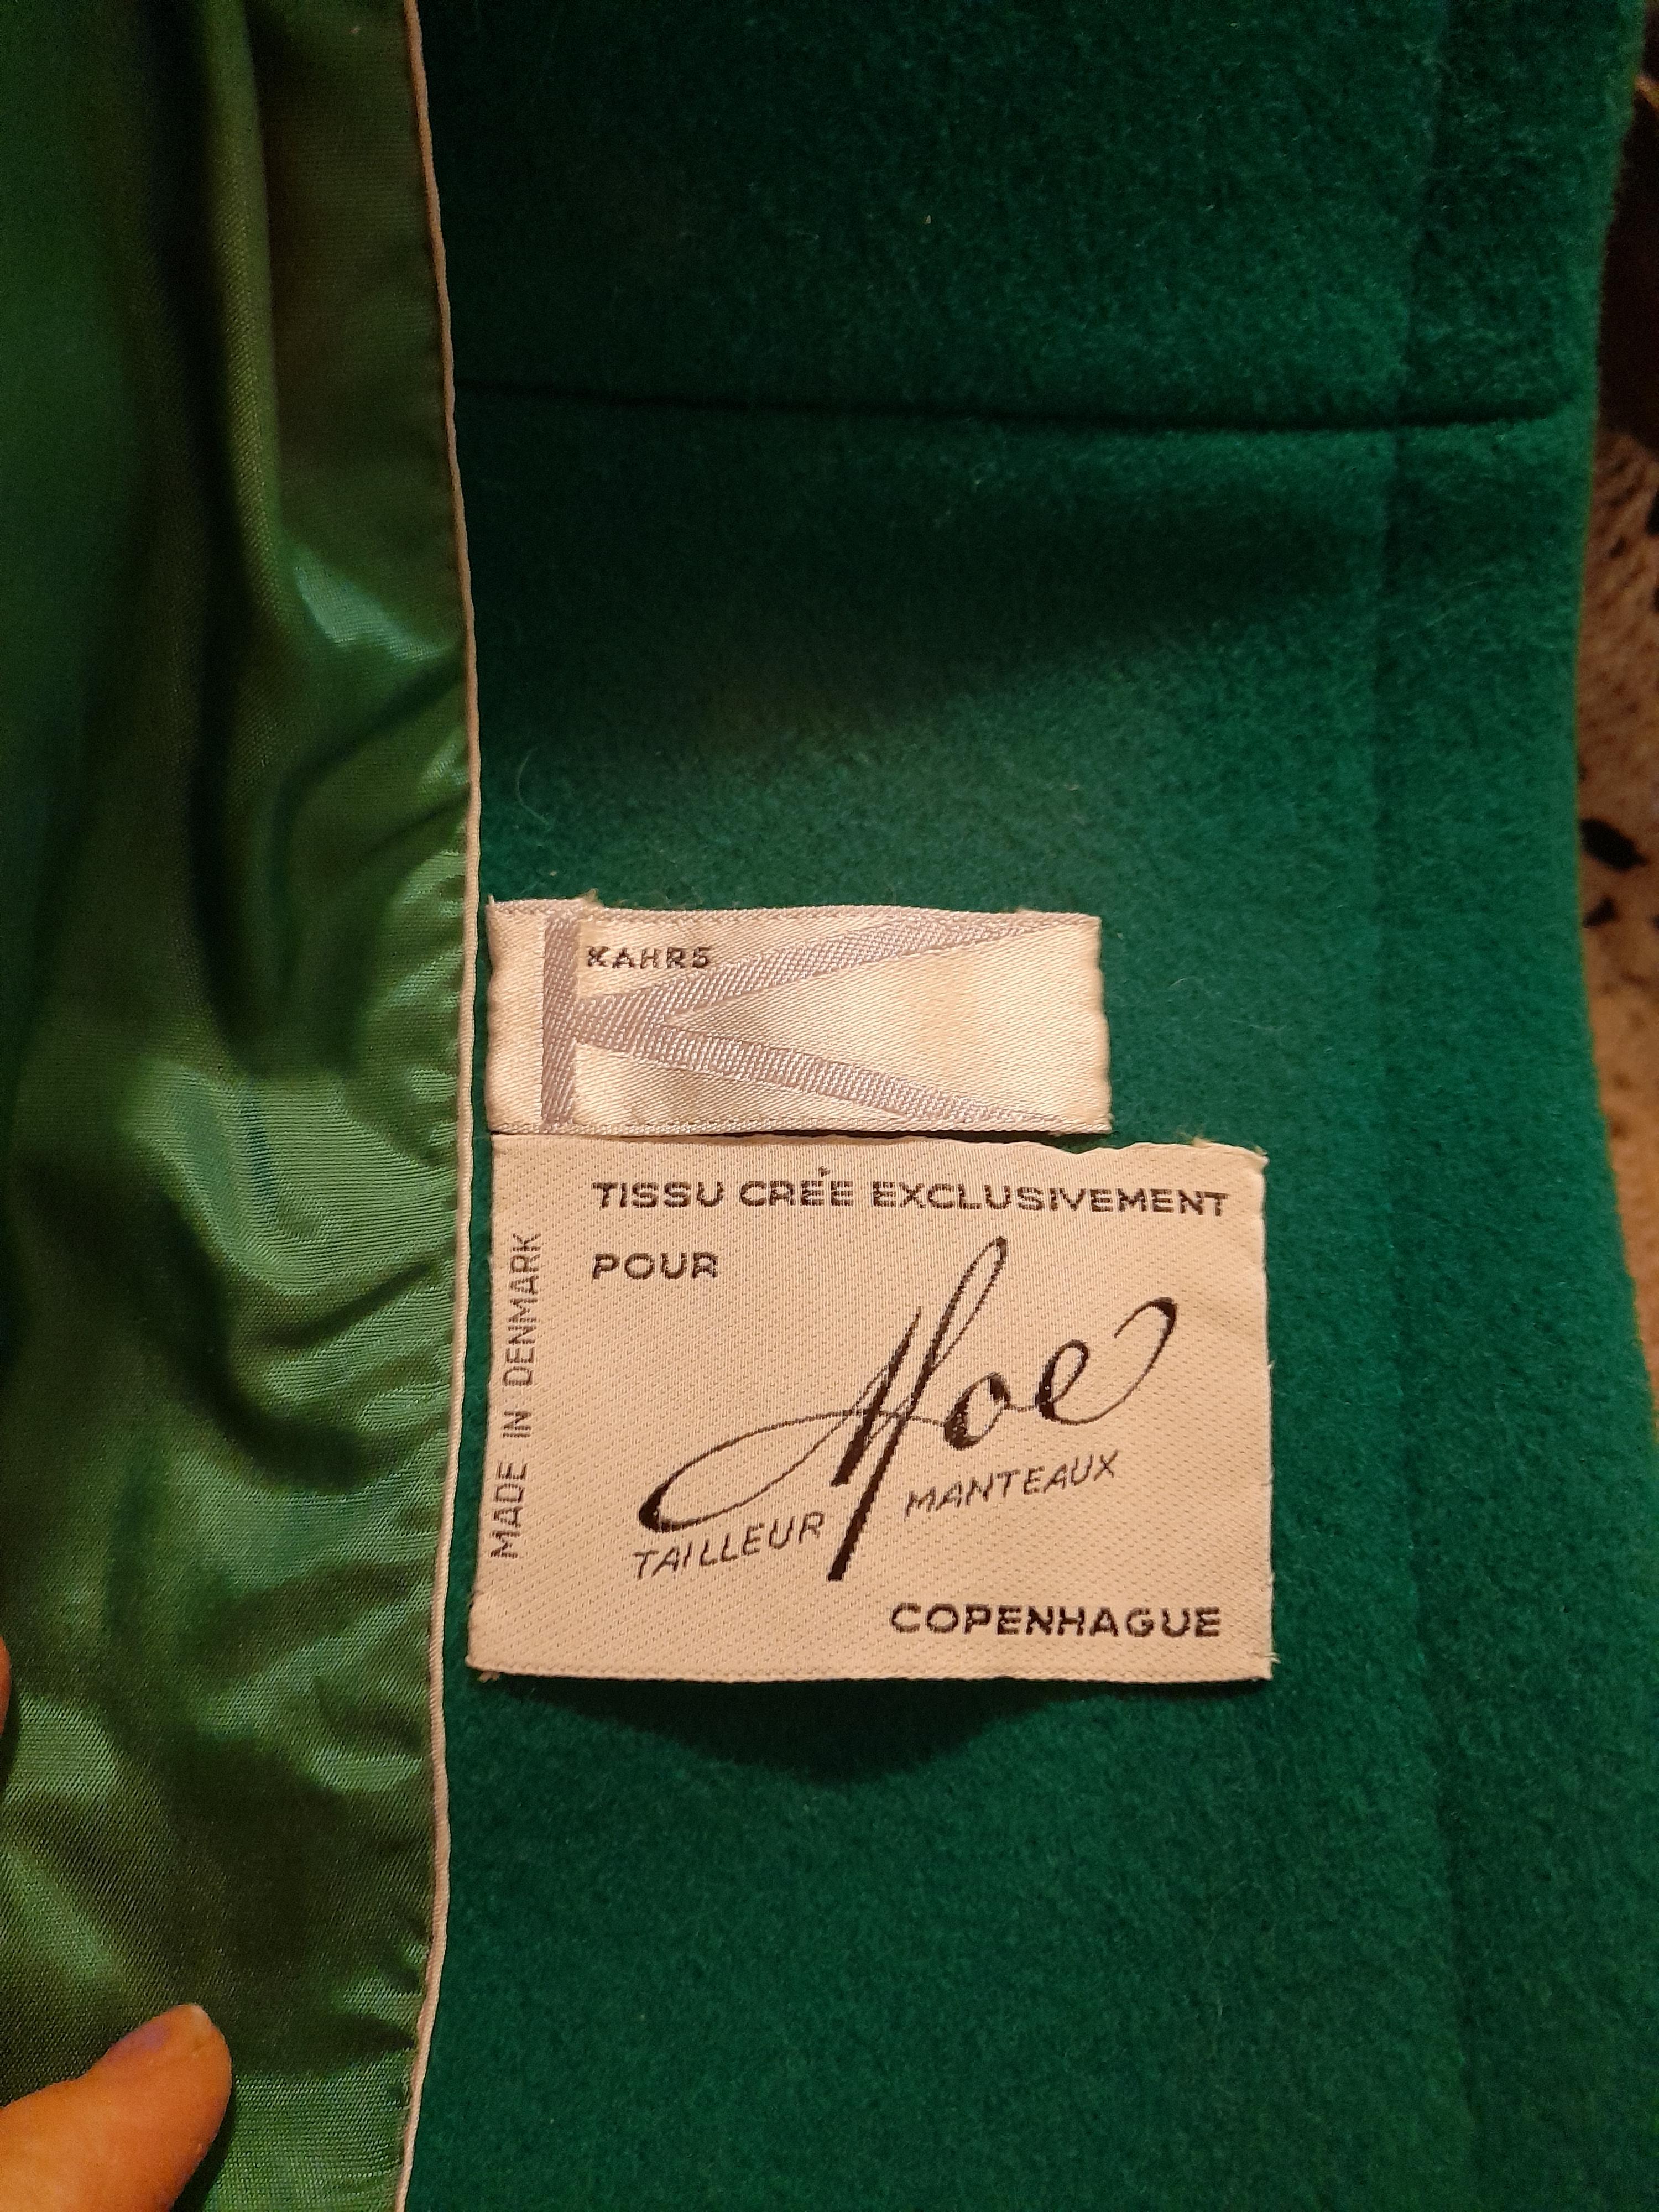 KAHRS
TISSU CRÉE EXCLUSIVEMENT
POUR
Hoe
TAILLEUR MANTEAUX
COPENHAGUE
MADE IN DENMARK